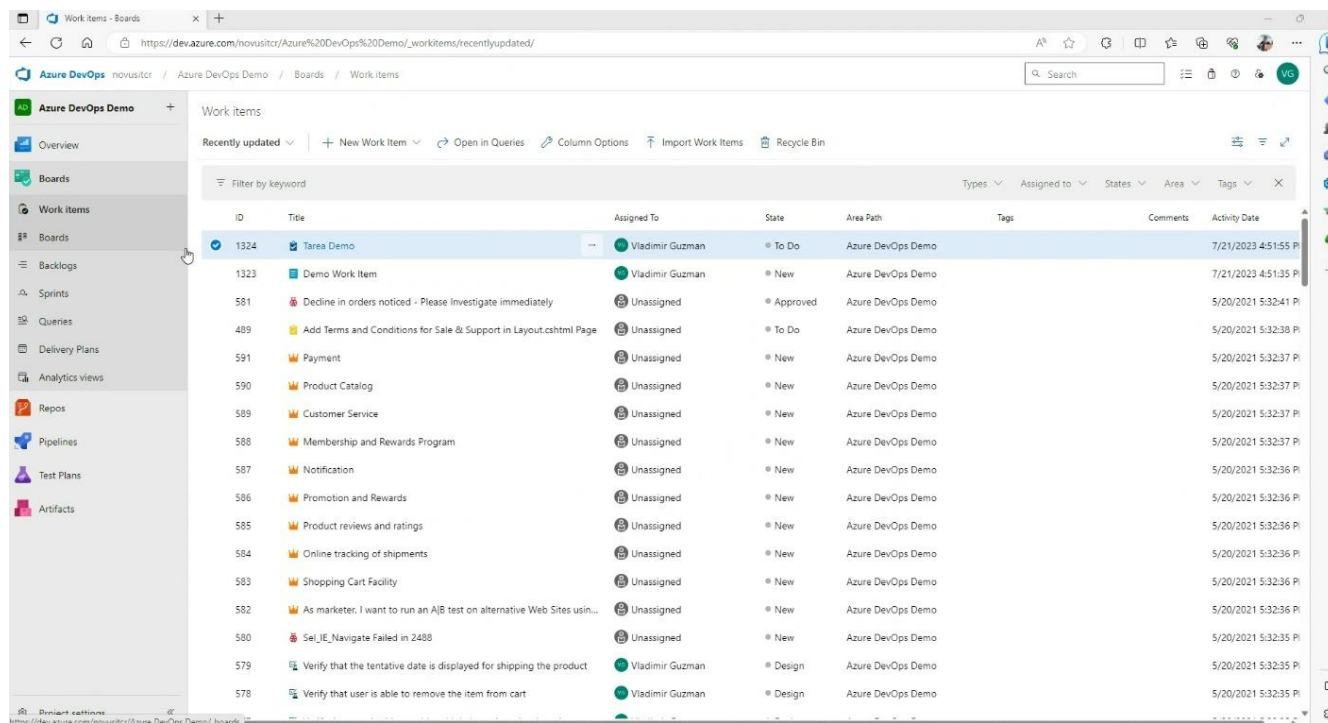 Work items - Boards
https://dev.azure.com/novusitcr/Azure%20DevOps%20Demo/_workitems/recentlyupdated/
Azure DevOps novusitcr / Azure DevOps Demo / Boards / Work items
Search
VG
AD Azure DevOps Demo +
Overview
Boards
Work items
Boards
Backlogs
Sprints
Queries
Delivery Plans
Analytics views
Repos
Pipelines
Test Plans
Artifacts
Project settings
https://dev.azure.com/novusitcr/Azure DevOps Demo/_boards
Work items
Recently updated New Work Item Open in Queries Column Options Import Work Items Recycle Bin
Filter by keyword Types Assigned to States Area Tags
ID Title Assigned To State Area Path Tags Comments Activity Date
1324 Tarea Demo ... Vladimir Guzman To Do Azure DevOps Demo 7/21/2023 4:51:55 P
1323 Demo Work Item Vladimir Guzman New Azure DevOps Demo 7/21/2023 4:51:35 P
581 Decline in orders noticed - Please Investigate immediately Unassigned Approved Azure DevOps Demo 5/20/2021 5:32:41 P
489 Add Terms and Conditions for Sale & Support in Layout.cshtml Page Unassigned To Do Azure DevOps Demo 5/20/2021 5:32:38 P
591 Payment Unassigned New Azure DevOps Demo 5/20/2021 5:32:37 P
590 Product Catalog Unassigned New Azure DevOps Demo 5/20/2021 5:32:37 P
589 Customer Service Unassigned New Azure DevOps Demo 5/20/2021 5:32:37 P
588 Membership and Rewards Program Unassigned New Azure DevOps Demo 5/20/2021 5:32:37 P
587 Notification Unassigned New Azure DevOps Demo 5/20/2021 5:32:36 P
586 Promotion and Rewards Unassigned New Azure DevOps Demo 5/20/2021 5:32:36 P
585 Product reviews and ratings Unassigned New Azure DevOps Demo 5/20/2021 5:32:36 P
584 Online tracking of shipments Unassigned New Azure DevOps Demo 5/20/2021 5:32:36 P
583 Shopping Cart Facility Unassigned New Azure DevOps Demo 5/20/2021 5:32:36 P
582 As marketer. I want to run an A|B test on alternative Web Sites usin... Unassigned New Azure DevOps Demo 5/20/2021 5:32:36 P
580 Sel_IE_Navigate Failed in 2488 Unassigned New Azure DevOps Demo 5/20/2021 5:32:35 P
579 Verify that the tentative date is displayed for shipping the product Vladimir Guzman Design Azure DevOps Demo 5/20/2021 5:32:35 P
578 Verify that user is able to remove the item from cart Vladimir Guzman Design Azure DevOps Demo 5/20/2021 5:32:35 P